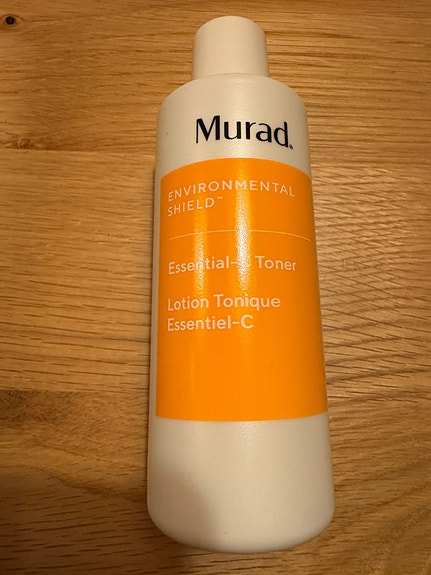 Murad.
ENVIRONMENTAL
SHIELD™
Essential-C Toner
Lotion Tonique
Essentiel-C